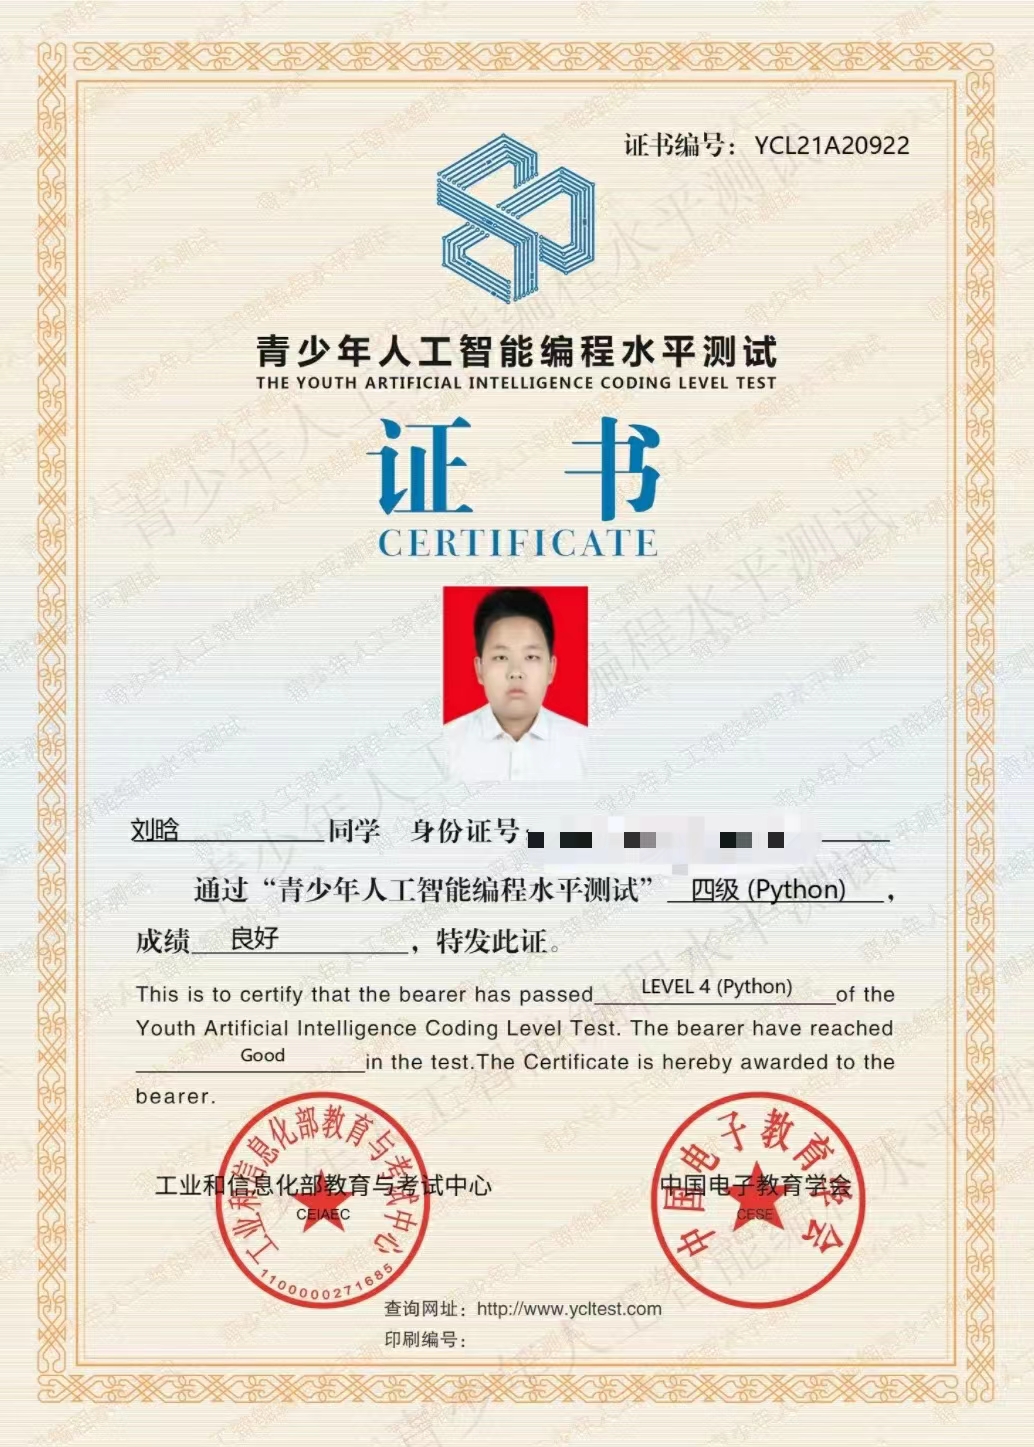 证书编号：YCL21A20922
青少年人工智能编程水平测试
THE YOUTH ARTIFICIAL INTELLIGENCE CODING LEVEL TEST
证 书
CERTIFICATE
刘晗 同学 身份证号:
通过“青少年人工智能编程水平测试” 四级 (Python) ，
成绩 良好 ，特发此证。
This is to certify that the bearer has passed LEVEL 4 (Python) of the
Youth Artificial Intelligence Coding Level Test. The bearer have reached
Good in the test.The Certificate is hereby awarded to the
bearer.
工业和信息化部教育与考试中心
工业和信息化部教育与考试中心
CEIAEC
1100000271685
中国电子教育学会
中国电子教育学会
CESE
查询网址：http://www.ycltest.com
印刷编号：